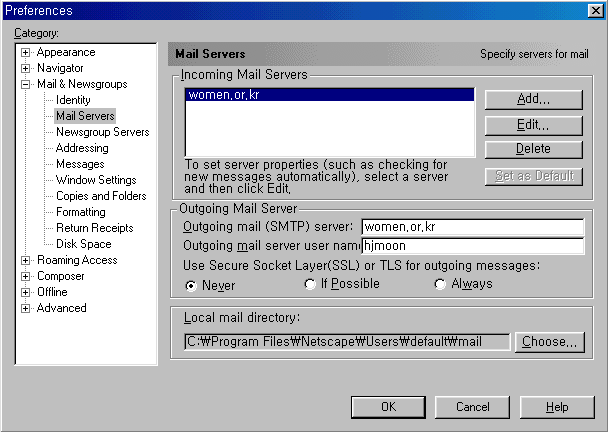 Preferences
Category:
Appearance
Navigator
Mail & Newsgroups
Identity
Mail Servers
Newsgroup Servers
Addressing
Messages
Window Settings
Copies and Folders
Formatting
Return Receipts
Disk Space
Roaming Access
Composer
Offline
Advanced
Mail Servers
Specify servers for mail
Incoming Mail Servers
women,or,kr
Add,,,
Edit,,,
Delete
Set as Default
To set server properties (such as checking for
new messages automatically), select a server
and then click Edit,
Outgoing Mail Server
Outgoing mail (SMTP) server: women,or,kr
Outgoing mail server user nam hjmoon
Use Secure Socket Layer(SSL) or TLS for outgoing messages:
Never If Possible Always
Local mail directory:
C:₩Program Files₩Netscape₩Users₩default₩mail Choose,,,
OK Cancel Help